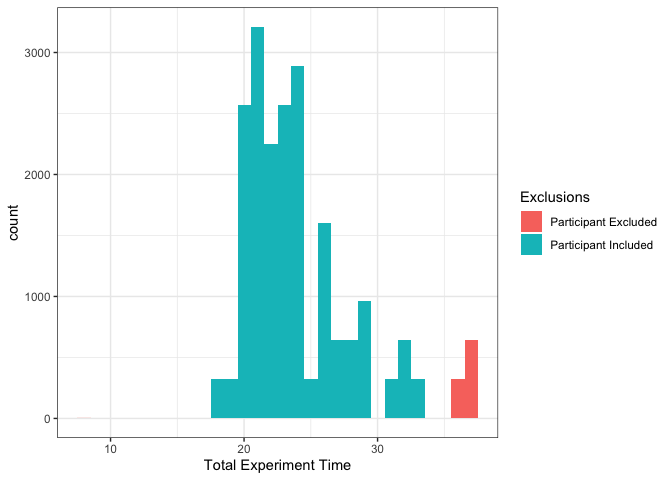 3000
2000
1000
0
count
10 20 30
Total Experiment Time
Exclusions
Participant Excluded
Participant Included